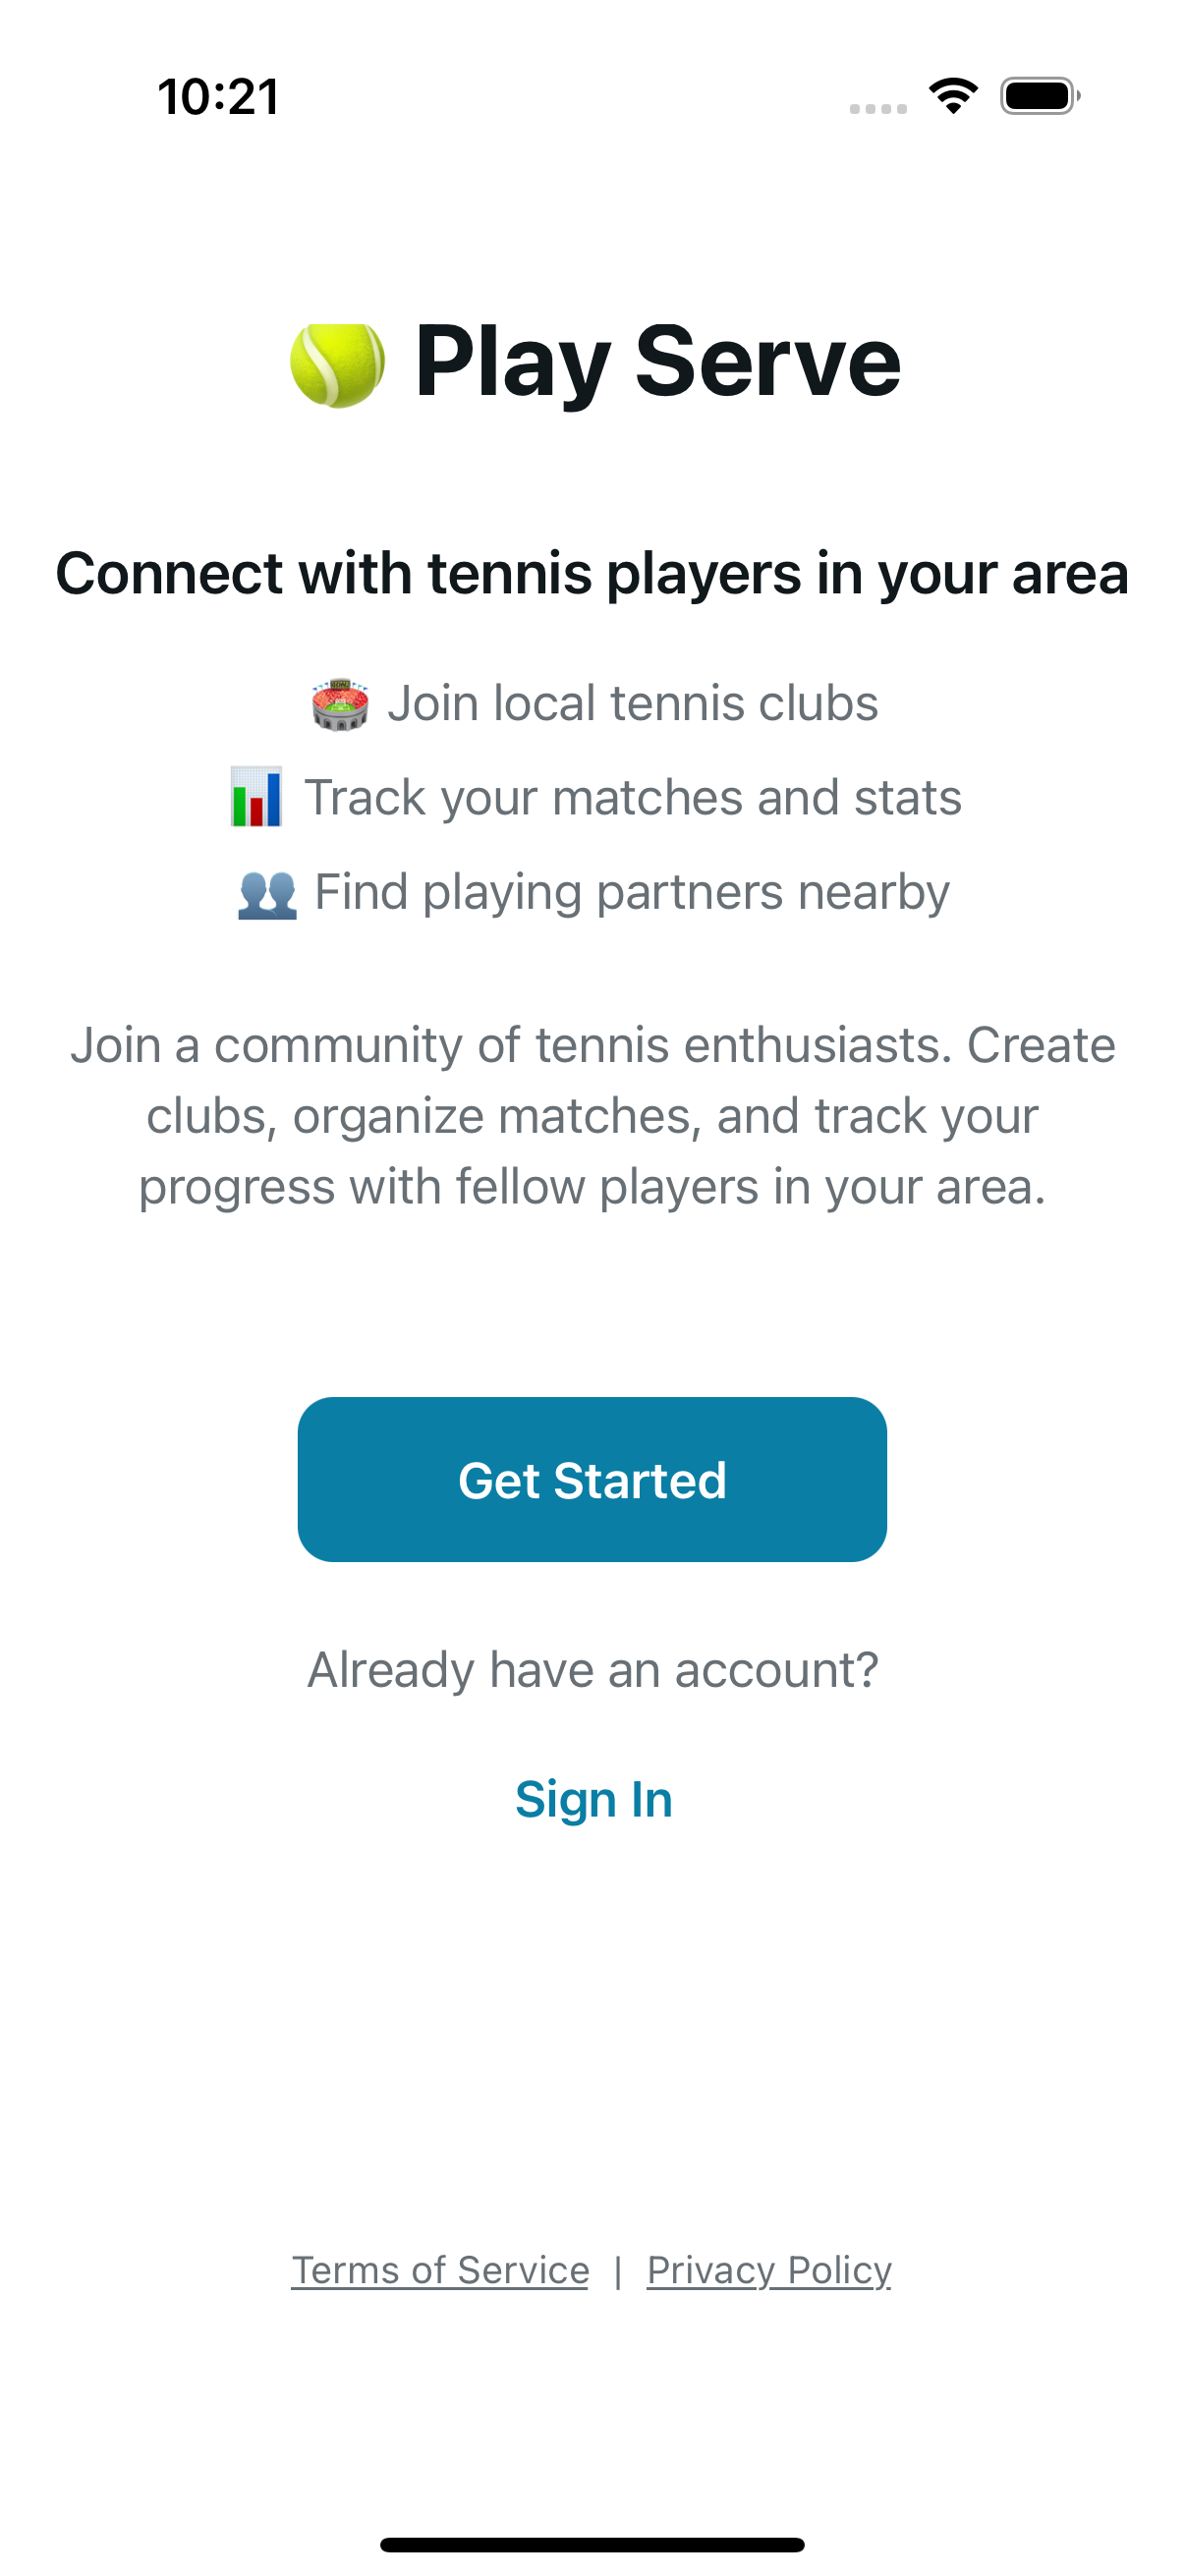 10:21
Play Serve
Connect with tennis players in your area
Join local tennis clubs
Track your matches and stats
Find playing partners nearby
Join a community of tennis enthusiasts. Create
clubs, organize matches, and track your
progress with fellow players in your area.
Get Started
Already have an account?
Sign In
Terms of Service | Privacy Policy